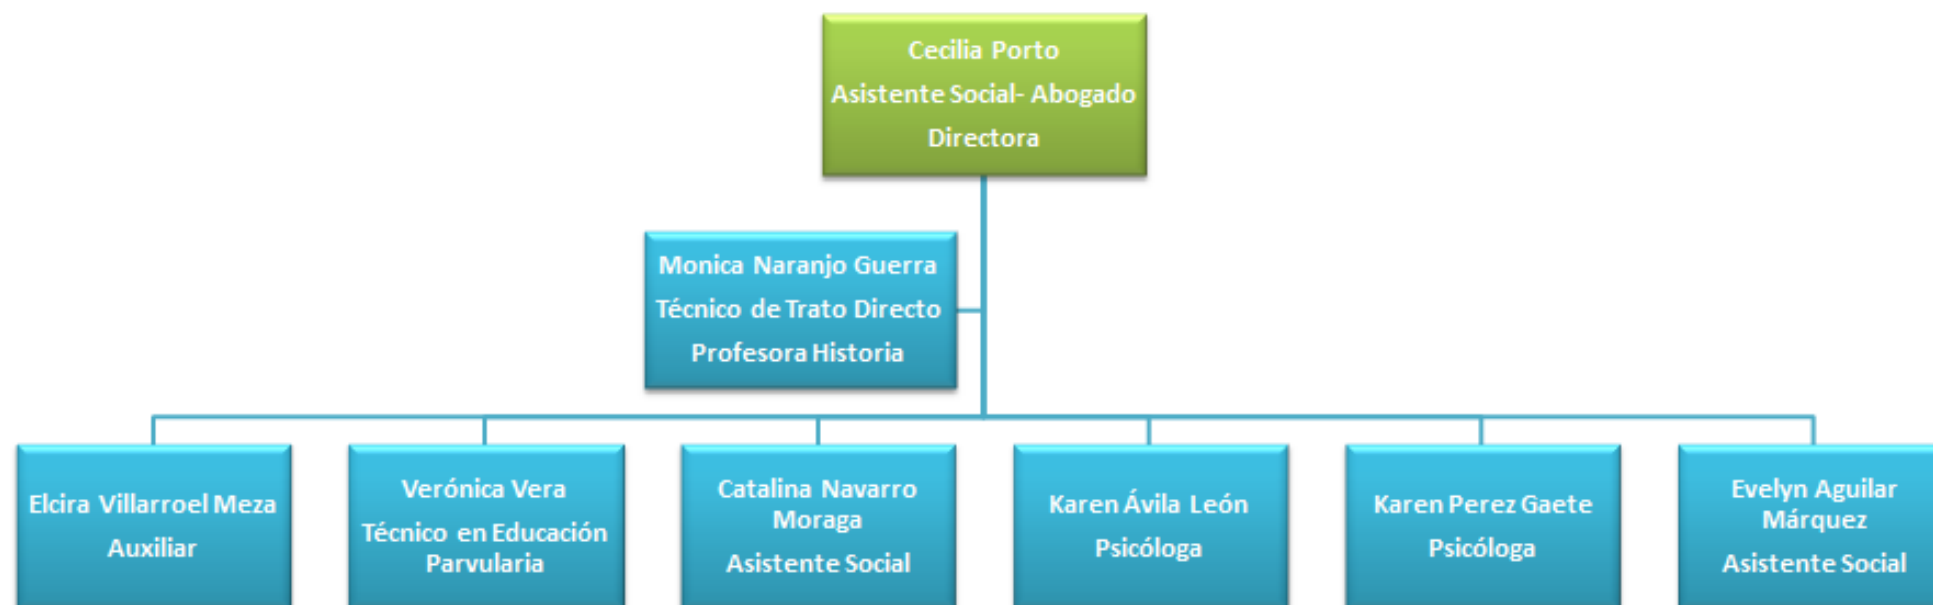 Cecilia Porto
Asistente Social- Abogado
Directora
Monica Naranjo Guerra
Técnico de Trato Directo
Profesora Historia
Elcira Villarroel Meza
Auxiliar
Verónica Vera
Técnico en Educación
Parvularia
Catalina Navarro
Moraga
Asistente Social
Karen Ávila León
Psicóloga
Karen Perez Gaete
Psicóloga
Evelyn Aguilar
Márquez
Asistente Social